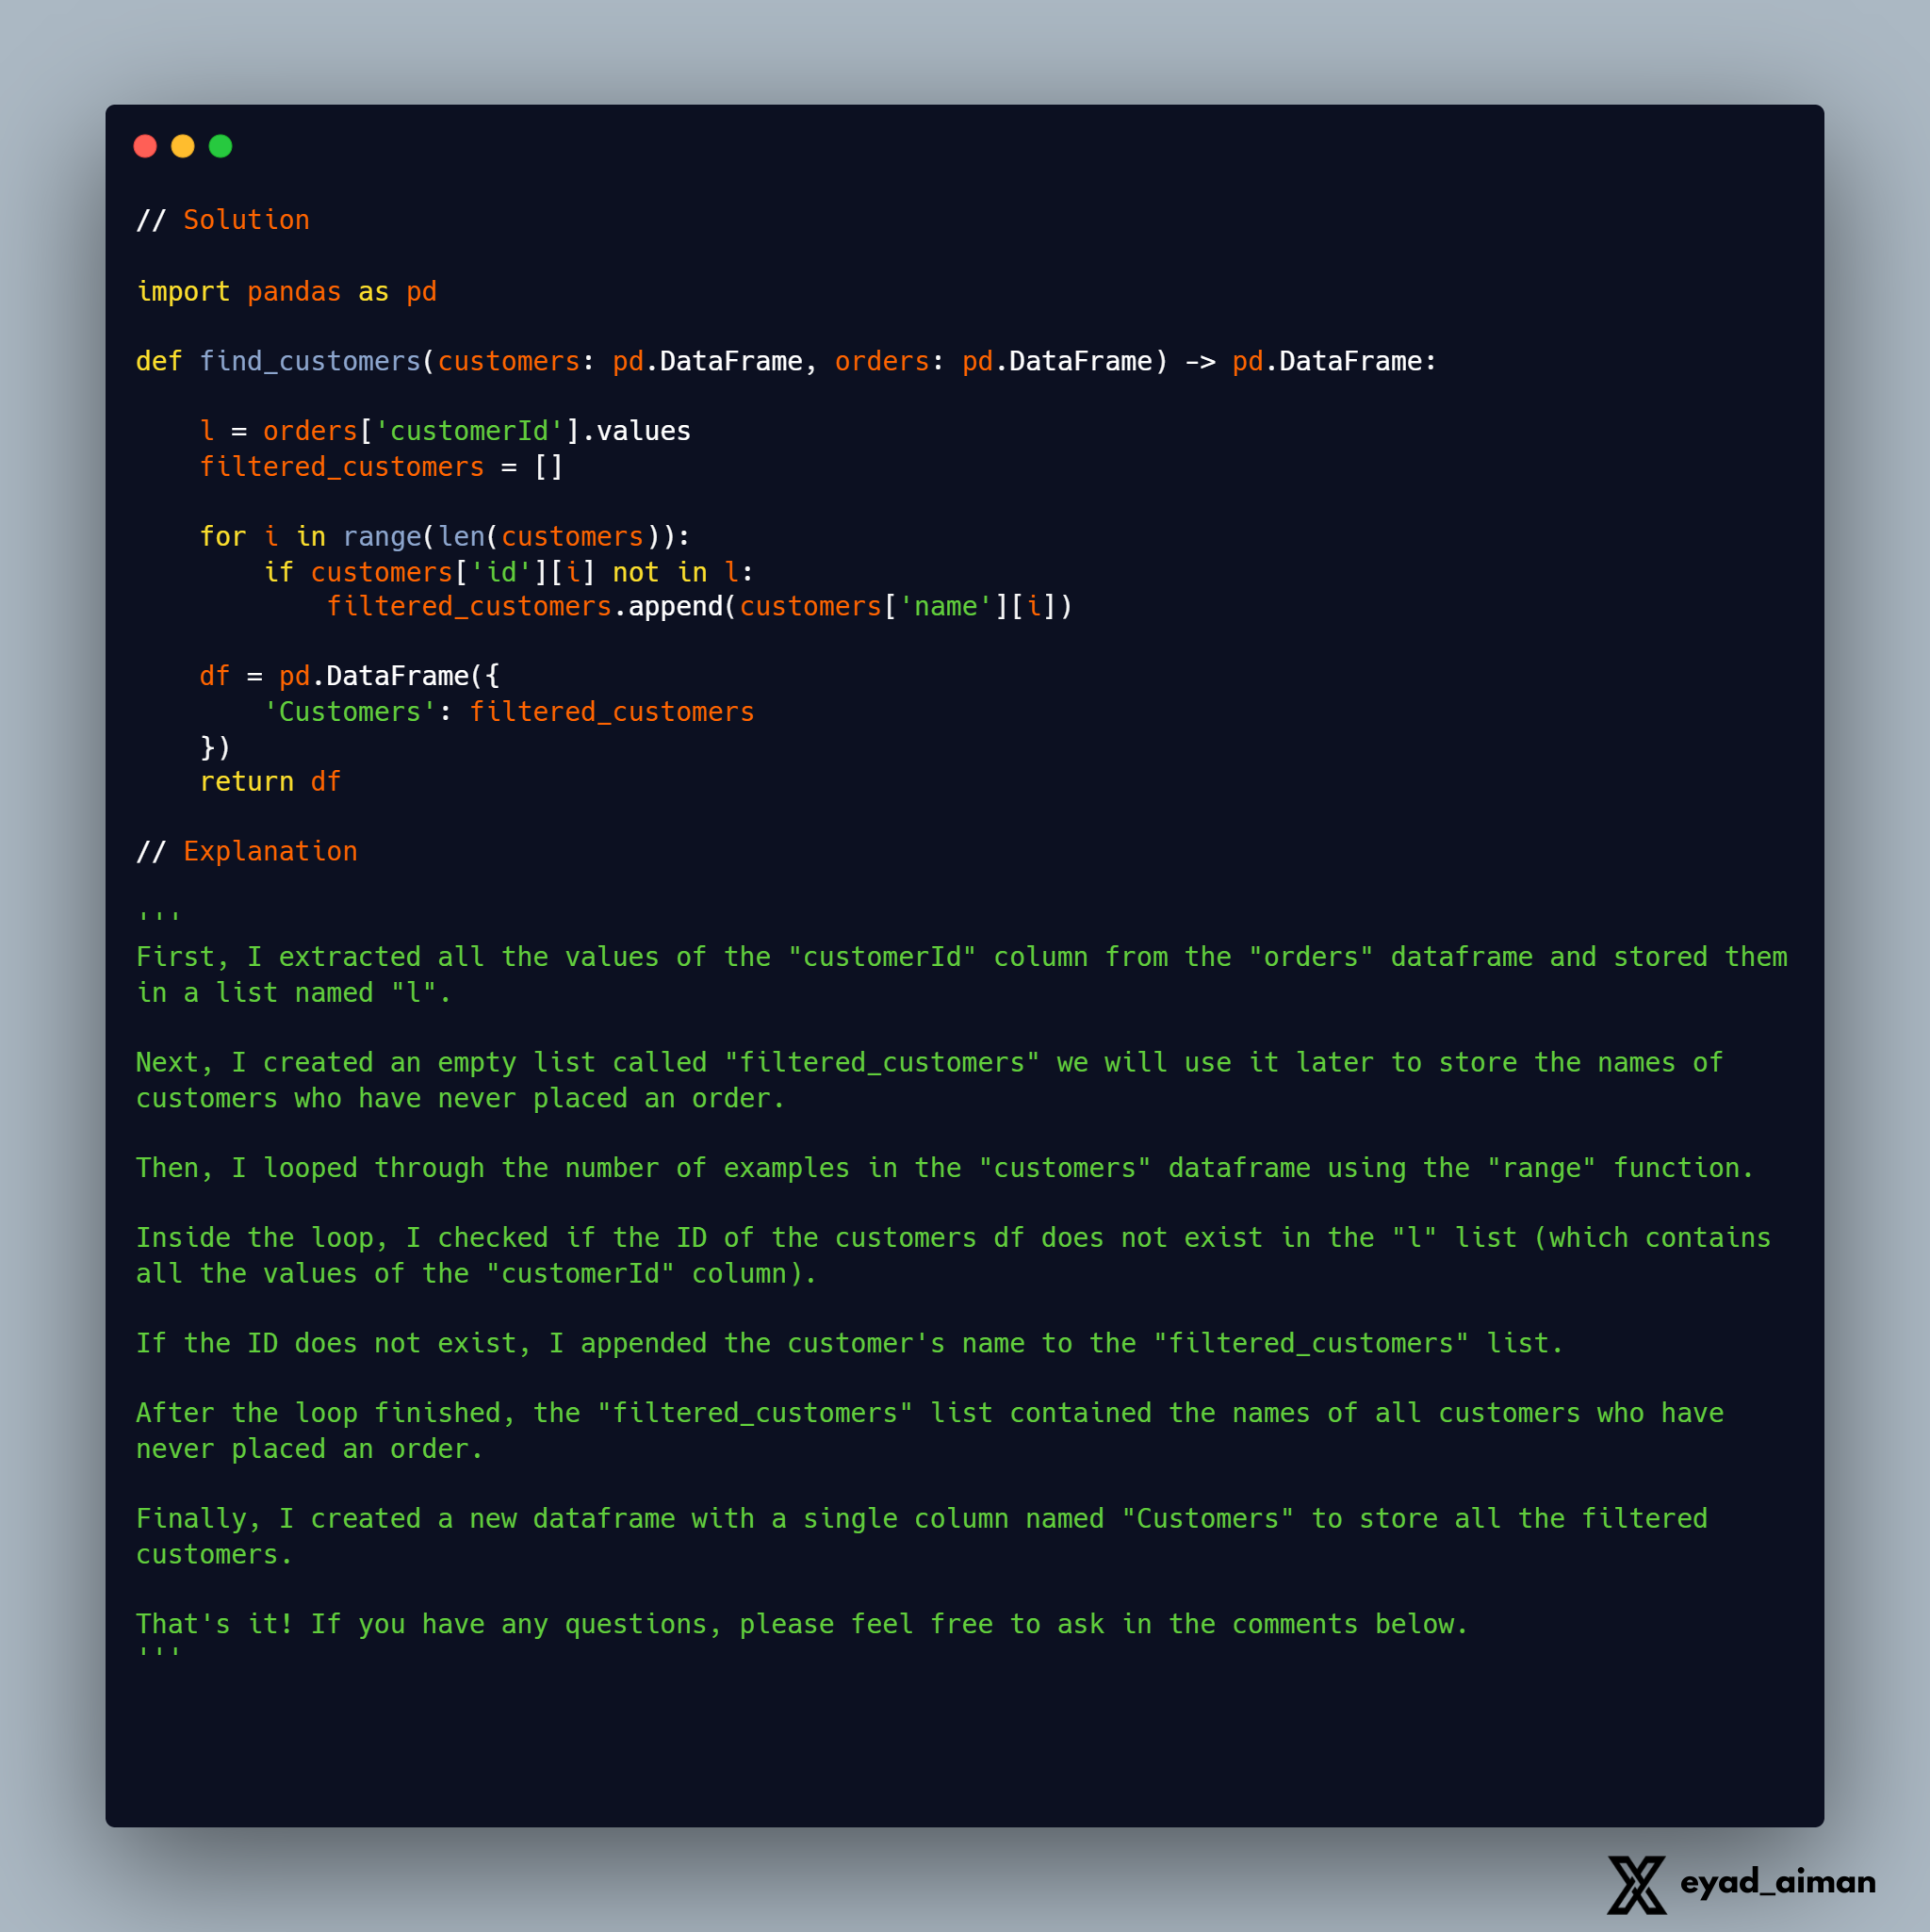 // Solution
import pandas as pd
def find_customers(customers: pd.DataFrame, orders: pd.DataFrame) -> pd.DataFrame:
    l = orders['customerId'].values
    filtered_customers = []
    for i in range(len(customers)):
        if customers['id'][i] not in l:
            filtered_customers.append(customers['name'][i])
    df = pd.DataFrame({
        'Customers': filtered_customers
    })
    return df
// Explanation
'''
First, I extracted all the values of the "customerId" column from the "orders" dataframe and stored them
in a list named "l".
Next, I created an empty list called "filtered_customers" we will use it later to store the names of
customers who have never placed an order.
Then, I looped through the number of examples in the "customers" dataframe using the "range" function.
Inside the loop, I checked if the ID of the customers df does not exist in the "l" list (which contains
all the values of the "customerId" column).
If the ID does not exist, I appended the customer's name to the "filtered_customers" list.
After the loop finished, the "filtered_customers" list contained the names of all customers who have
never placed an order.
Finally, I created a new dataframe with a single column named "Customers" to store all the filtered
customers.
That's it! If you have any questions, please feel free to ask in the comments below.
'''
eyad_aiman